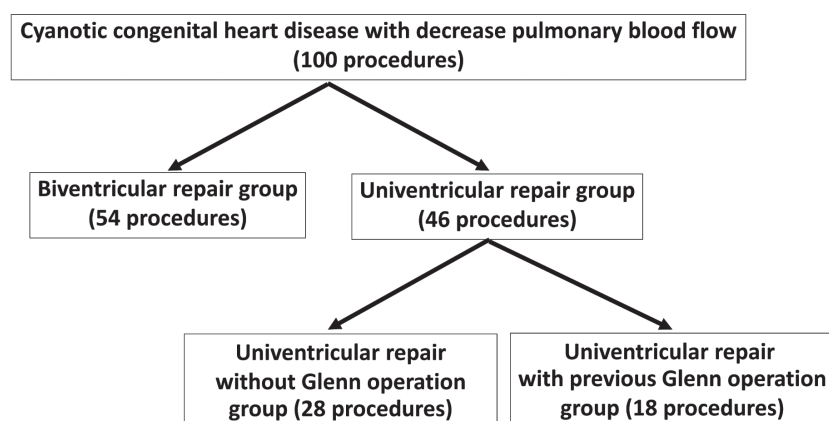 Cyanotic congenital heart disease with decrease pulmonary blood flow
(100 procedures)
Biventricular repair group
(54 procedures)
Univentricular repair group
(46 procedures)
Univentricular repair
without Glenn operation
group (28 procedures)
Univentricular repair
with previous Glenn operation
group (18 procedures)